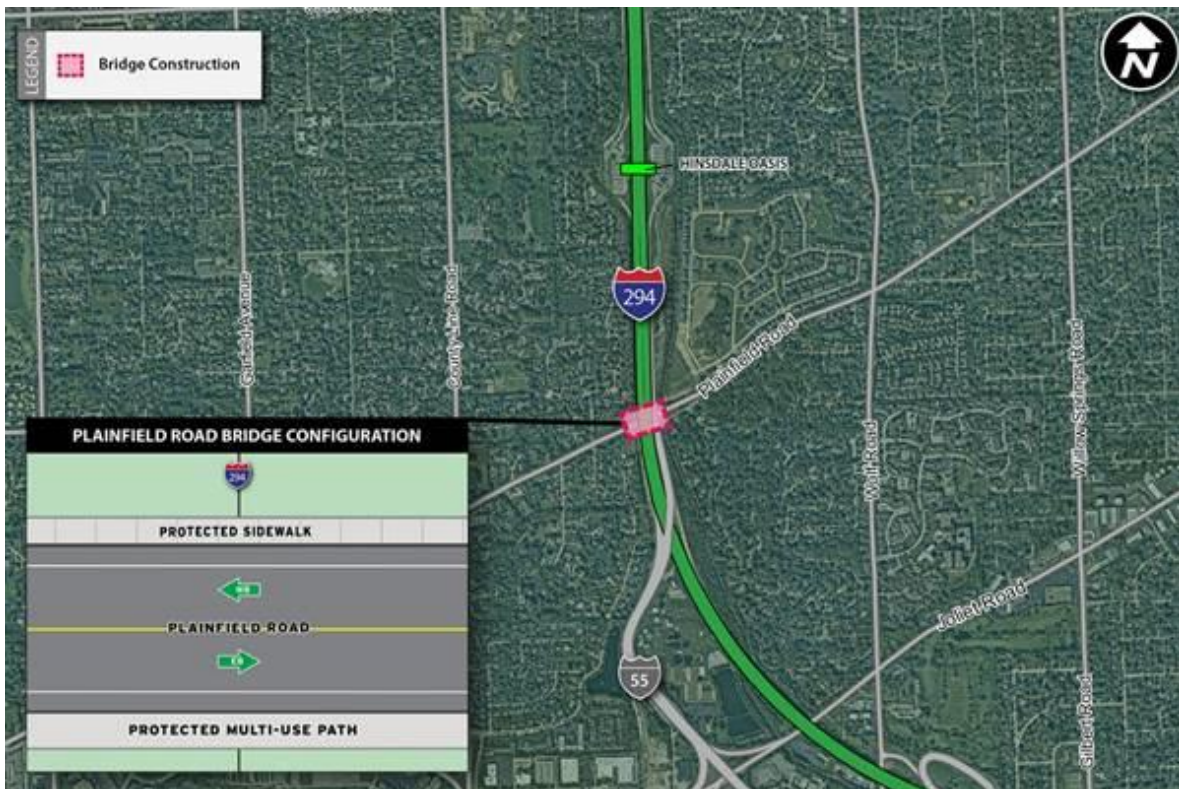 LEGEND
Bridge Construction
N
HINSDALE OASIS
294
Garfield Avenue
County Line Road
Plainfield Road
Wolf Road
Willow Springs Road
PLAINFIELD ROAD BRIDGE CONFIGURATION
294
PROTECTED SIDEWALK
WB
PLAINFIELD ROAD
EB
PROTECTED MULTI-USE PATH
55
Joliet Road
Gilbert Road